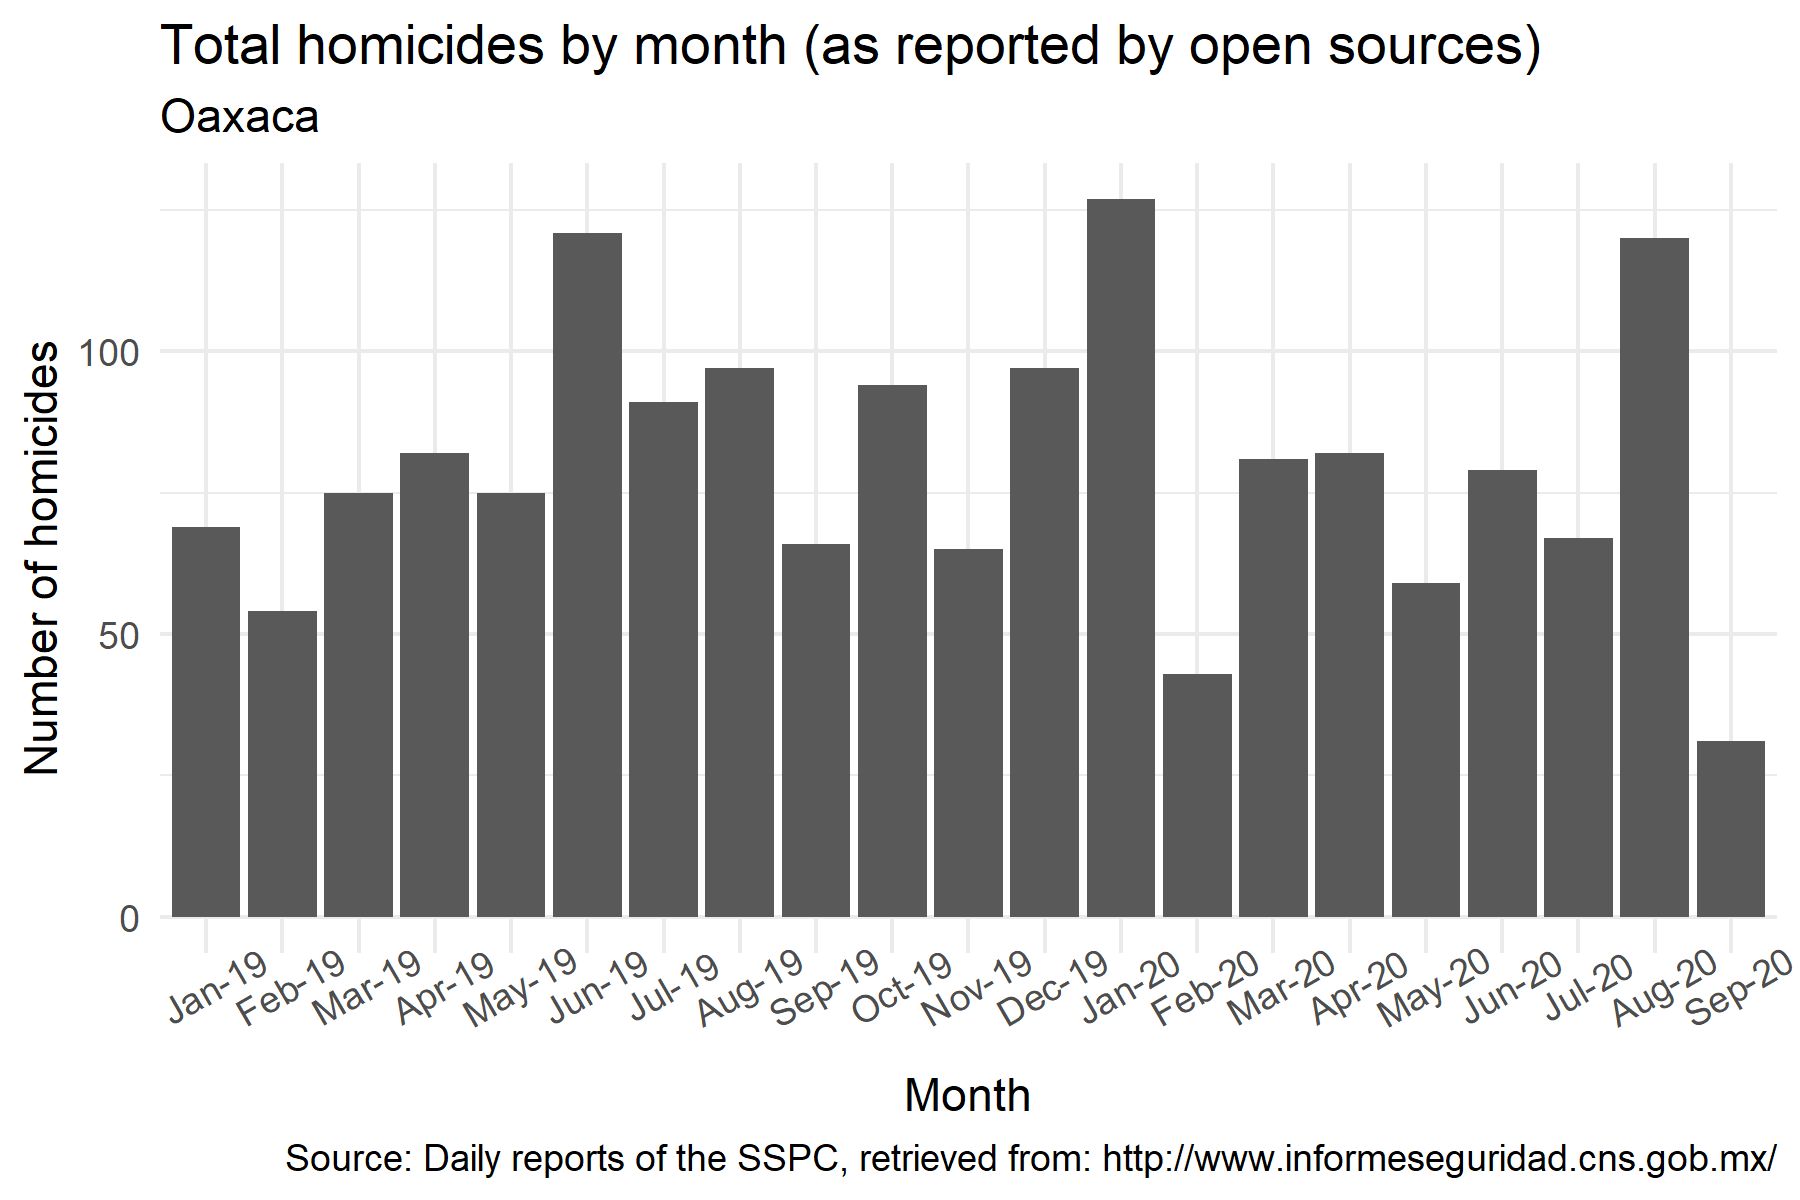 Total homicides by month (as reported by open sources)
Oaxaca
Number of homicides
100
50
0
Jan-19
Feb-19
Mar-19
Apr-19
May-19
Jun-19
Jul-19
Aug-19
Sep-19
Oct-19
Nov-19
Dec-19
Jan-20
Feb-20
Mar-20
Apr-20
May-20
Jun-20
Jul-20
Aug-20
Sep-20
Month
Source: Daily reports of the SSPC, retrieved from: http://www.informeseguridad.cns.gob.mx/